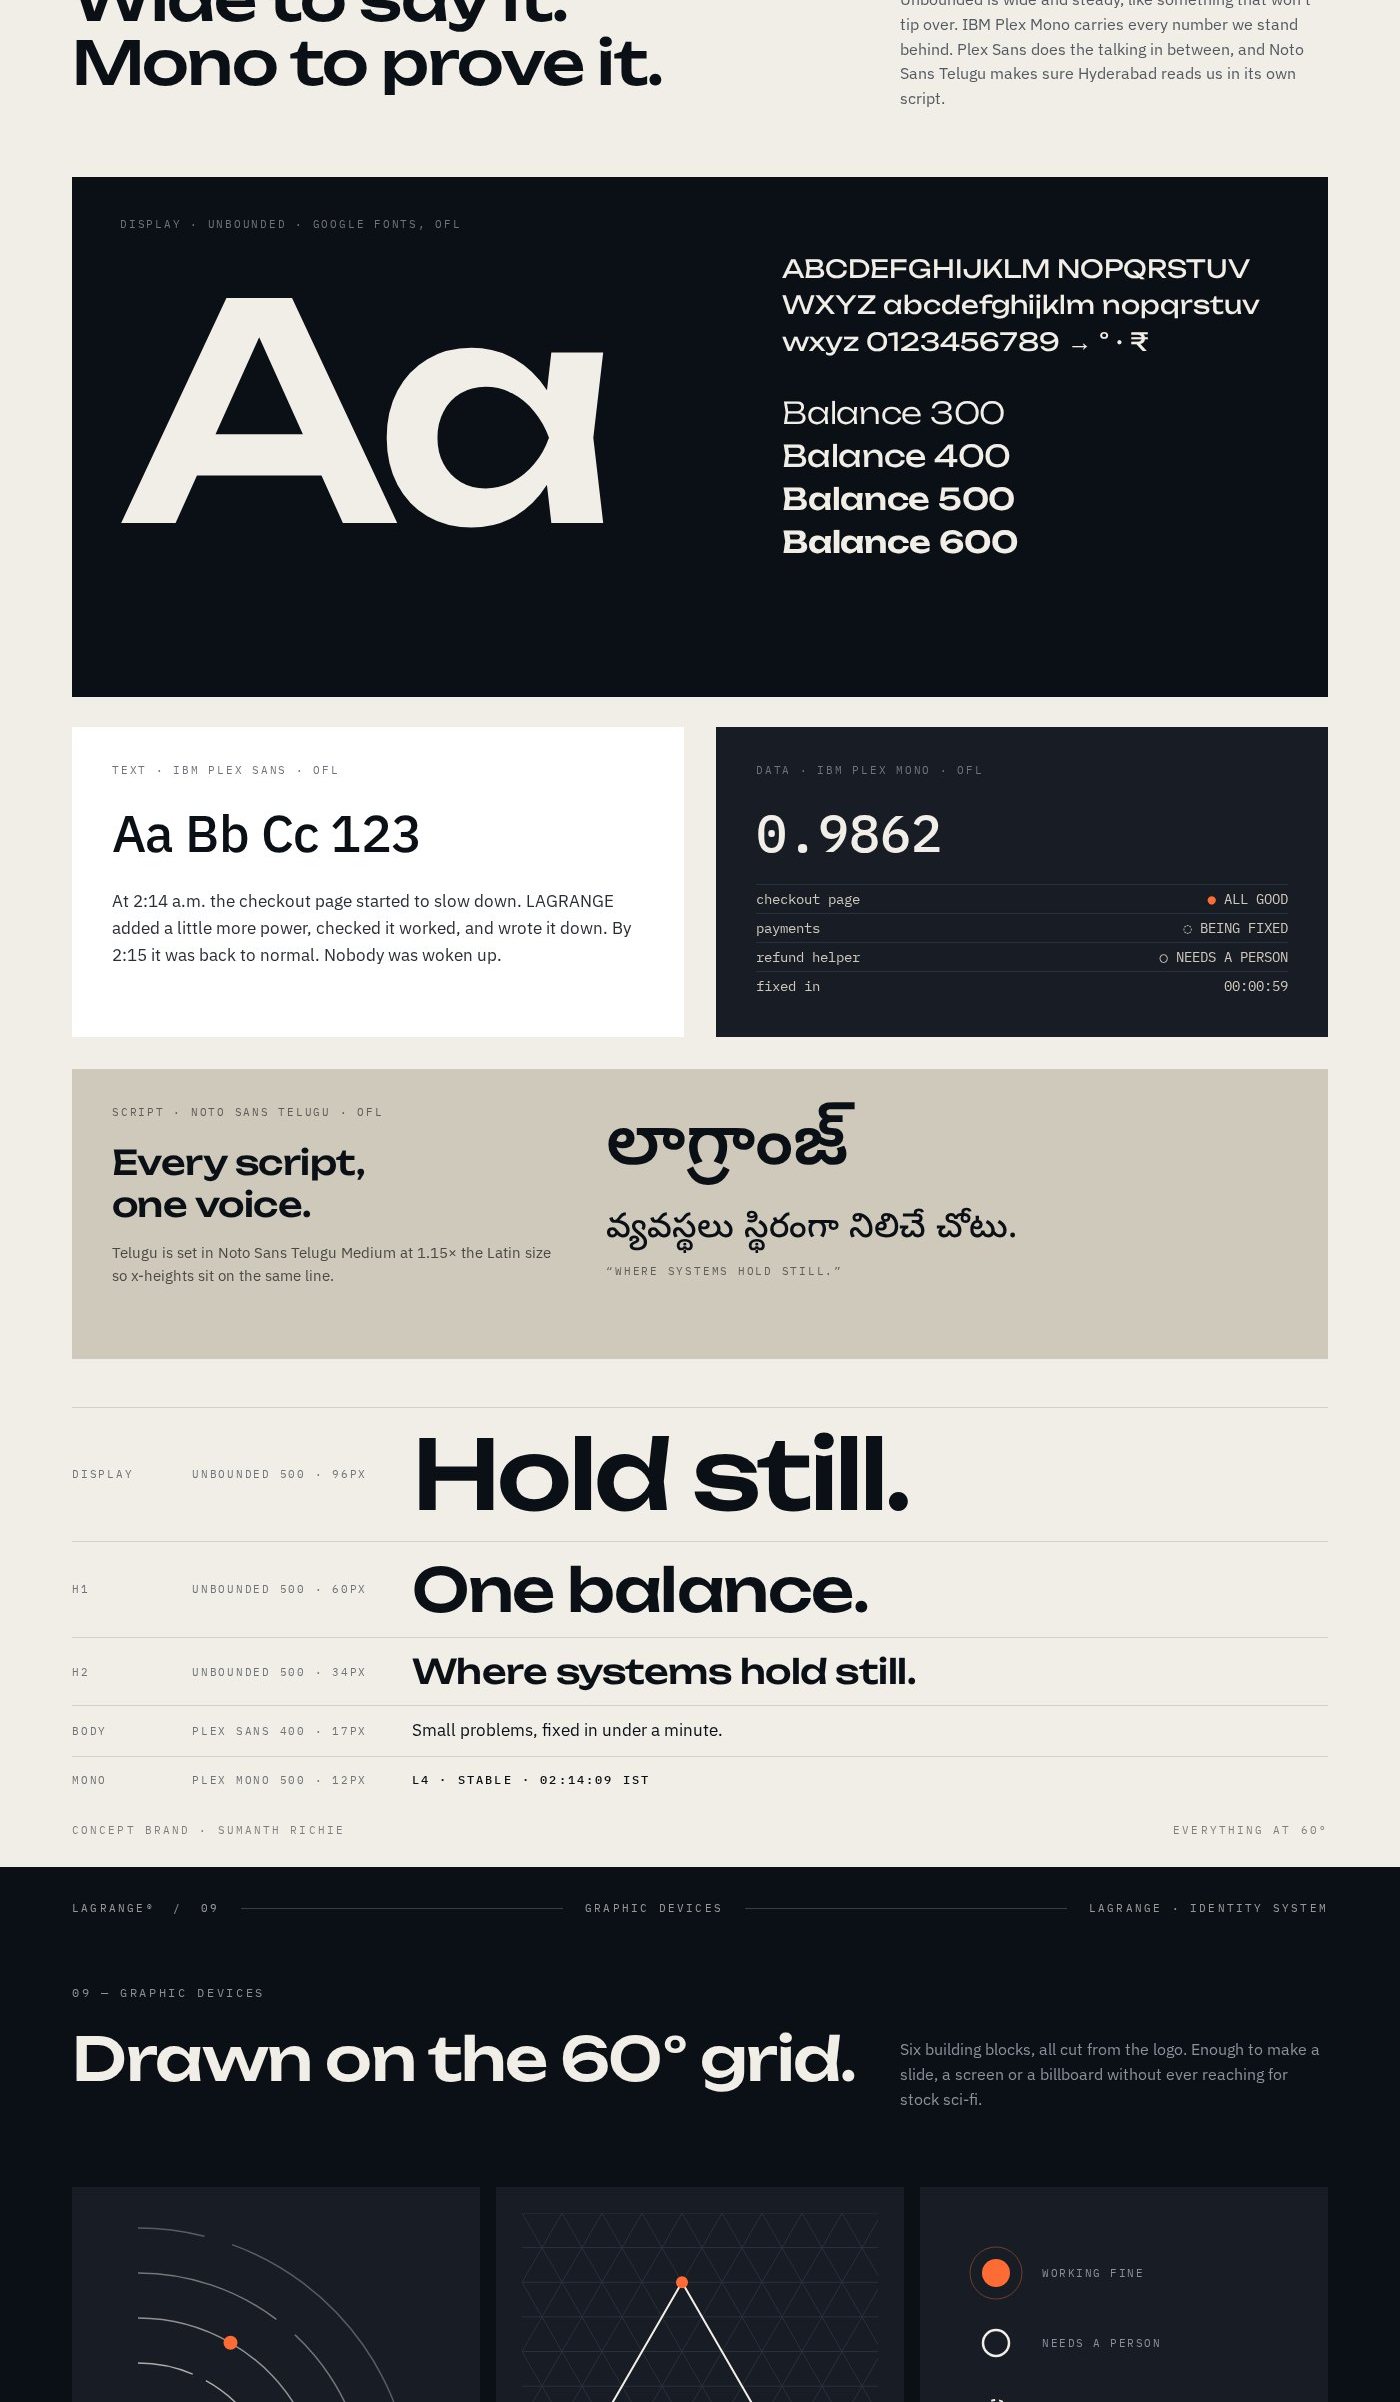 Wide to say it.
Mono to prove it.
Unbounded is wide and steady, like something that won't
tip over. IBM Plex Mono carries every number we stand
behind. Plex Sans does the talking in between, and Noto
Sans Telugu makes sure Hyderabad reads us in its own
script.
DISPLAY · UNBOUNDED · GOOGLE FONTS, OFL
Aa
ABCDEFGHIJKLM NOPQRSTUV
WXYZ abcdefghijklm nopqrstuv
wxyz 0123456789 → ° · ₹
Balance 300
Balance 400
Balance 500
Balance 600
TEXT · IBM PLEX SANS · OFL
Aa Bb Cc 123
At 2:14 a.m. the checkout page started to slow down. LAGRANGE
added a little more power, checked it worked, and wrote it down. By
2:15 it was back to normal. Nobody was woken up.
DATA · IBM PLEX MONO · OFL
0.9862
checkout page ● ALL GOOD
payments ◌ BEING FIXED
refund helper ○ NEEDS A PERSON
fixed in 00:00:59
SCRIPT · NOTO SANS TELUGU · OFL
Every script,
one voice.
Telugu is set in Noto Sans Telugu Medium at 1.15× the Latin size
so x-heights sit on the same line.
లాగ్రాంజ్
వ్యవస్థలు స్థిరంగా నిలిచే చోటు.
“WHERE SYSTEMS HOLD STILL.”
DISPLAY UNBOUNDED 500 · 96PX Hold still.
H1 UNBOUNDED 500 · 60PX One balance.
H2 UNBOUNDED 500 · 34PX Where systems hold still.
BODY PLEX SANS 400 · 17PX Small problems, fixed in under a minute.
MONO PLEX MONO 500 · 12PX L4 · STABLE · 02:14:09 IST
CONCEPT BRAND · SUMANTH RICHIE EVERYTHING AT 60°
LAGRANGE° / 09 GRAPHIC DEVICES LAGRANGE · IDENTITY SYSTEM
09 — GRAPHIC DEVICES
Drawn on the 60° grid.
Six building blocks, all cut from the logo. Enough to make a
slide, a screen or a billboard without ever reaching for
stock sci-fi.
WORKING FINE
NEEDS A PERSON